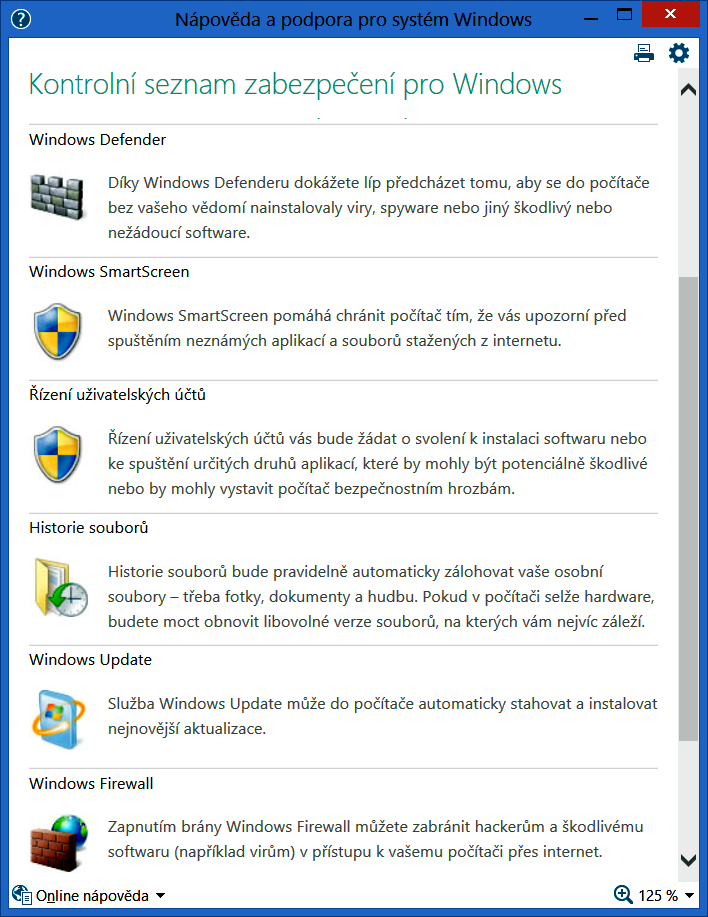 Nápověda a podpora pro systém Windows
Kontrolní seznam zabezpečení pro Windows
Windows Defender
Díky Windows Defenderu dokážete líp předcházet tomu, aby se do počítače
bez vašeho vědomí nainstalovaly viry, spyware nebo jiný škodlivý nebo
nežádoucí software.
Windows SmartScreen
Windows SmartScreen pomáhá chránit počítač tím, že vás upozorní před
spuštěním neznámých aplikací a souborů stažených z internetu.
Řízení uživatelských účtů
Řízení uživatelských účtů vás bude žádat o svolení k instalaci softwaru nebo
ke spuštění určitých druhů aplikací, které by mohly být potenciálně škodlivé
nebo by mohly vystavit počítač bezpečnostním hrozbám.
Historie souborů
Historie souborů bude pravidelně automaticky zálohovat vaše osobní
soubory – třeba fotky, dokumenty a hudbu. Pokud v počítači selže hardware,
budete moct obnovit libovolné verze souborů, na kterých vám nejvíc záleží.
Windows Update
Služba Windows Update může do počítače automaticky stahovat a instalovat
nejnovější aktualizace.
Windows Firewall
Zapnutím brány Windows Firewall můžete zabránit hackerům a škodlivému
softwaru (například virům) v přístupu k vašemu počítači přes internet.
Online nápověda
125 %